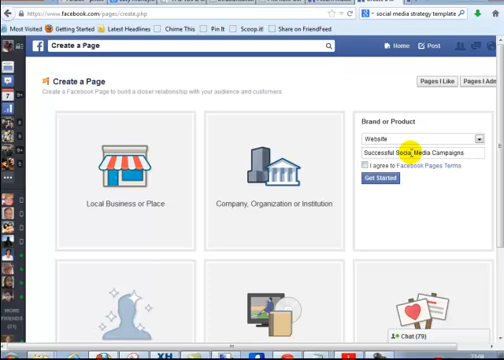 social media strategy template
www.facebook.com/pages/create.php
Most Visited Getting Started Latest Headlines Chime This Pin It Scoop.it! Share on FriendFeed
Create a Page
Home Post
Create a Page
Pages I Like
Pages I Adm
Create a Facebook Page to build a closer relationship with your audience and customers
Brand or Product
Website
Successful Social Media Campaigns
I agree to Facebook Pages Terms
Get Started
Local Business or Place
Company, Organization or Institution
Chat (79)